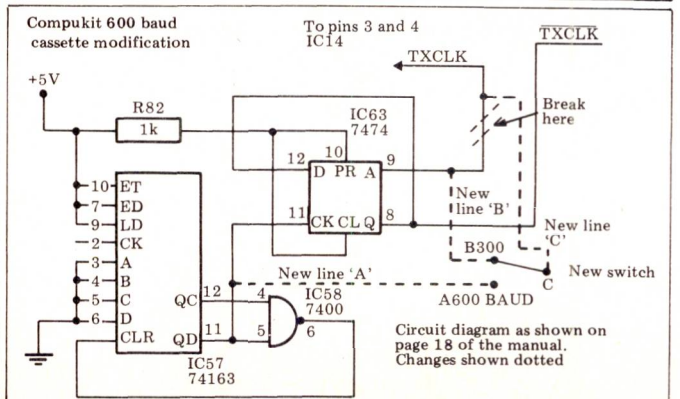 Compukit 600 baud
cassette modification
To pins 3 and 4
IC14
TXCLK
TXCLK
+5V
R82
1k
IC63
7474
Break
here
10
12
D PR A
9
11
CK CL Q
8
New
line 'B'
New line
'C'
B300
New switch
C
A600 BAUD
New line 'A'
10 ET
7 ED
9 LD
2 CK
3 A
4 B
5 C
6 D
CLR
QC 12
QD 11
4
5
6
IC58
7400
IC57
74163
Circuit diagram as shown on
page 18 of the manual.
Changes shown dotted